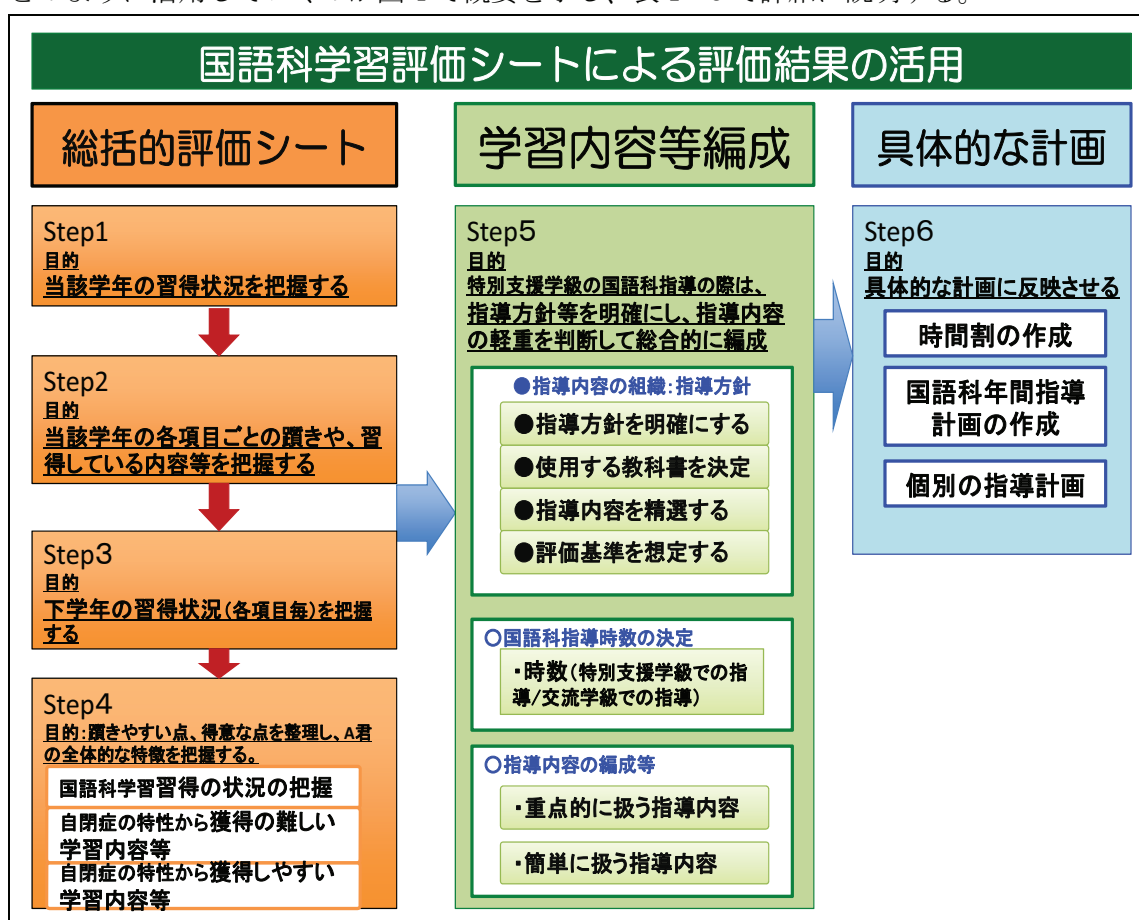 国語科学習評価シートによる評価結果の活用
総括的評価シート
Step1
目的
当該学年の習得状況を把握する
Step2
目的
当該学年の各項目ごとの躓きや、習
得している内容等を把握する
Step3
目的
下学年の習得状況(各項目毎)を把握
する
Step4
目的:躓きやすい点、得意な点を整理し、A君
の全体的な特徴を把握する。
国語科学習習得の状況の把握
自閉症の特性から獲得の難しい
学習内容等
自閉症の特性から獲得しやすい
学習内容等
学習内容等編成
Step5
目的
特別支援学級の国語科指導の際は、
指導方針等を明確にし、指導内容
の軽重を判断して総合的に編成
●指導内容の組織:指導方針
●指導方針を明確にする
●使用する教科書を決定
●指導内容を精選する
●評価基準を想定する
○国語科指導時数の決定
・時数(特別支援学級での指
導/交流学級での指導)
○指導内容の編成等
・重点的に扱う指導内容
・簡単に扱う指導内容
具体的な計画
Step6
目的
具体的な計画に反映させる
時間割の作成
国語科年間指導
計画の作成
個別の指導計画